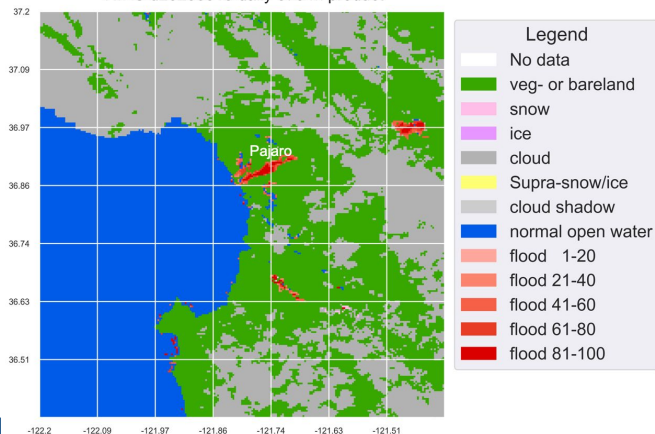 37.2
37.09
36.97
36.86
36.74
36.63
36.51
-122.2 -122.09 -121.97 -121.86 -121.74 -121.63 -121.51
Pajaro
Legend
No data
veg- or bareland
snow
ice
cloud
Supra-snow/ice
cloud shadow
normal open water
flood 1-20
flood 21-40
flood 41-60
flood 61-80
flood 81-100